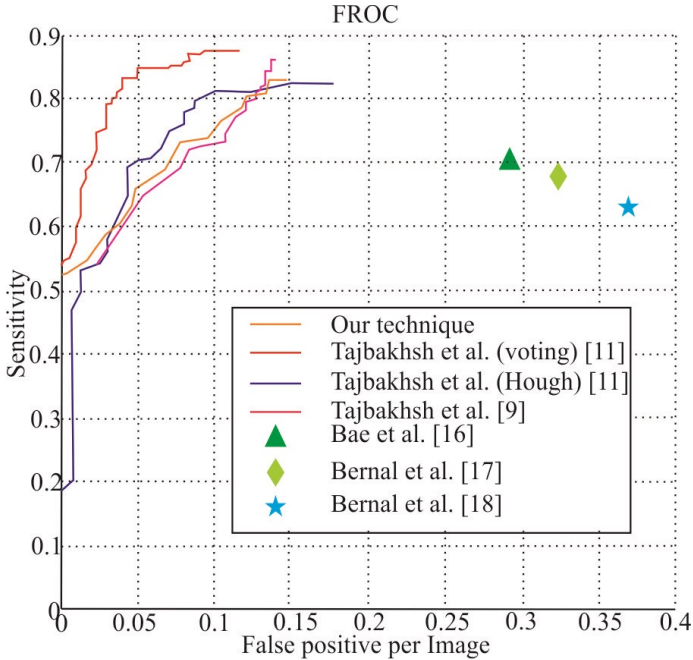 FROC
0.9
0.8
0.7
0.6
0.5
0.4
0.3
0.2
0.1
0
Sensitivity
Our technique
Tajbakhsh et al. (voting) [11]
Tajbakhsh et al. (Hough) [11]
Tajbakhsh et al. [9]
Bae et al. [16]
Bernal et al. [17]
Bernal et al. [18]
0 0.05 0.1 0.15 0.2 0.25 0.3 0.35 0.4
False positive per Image